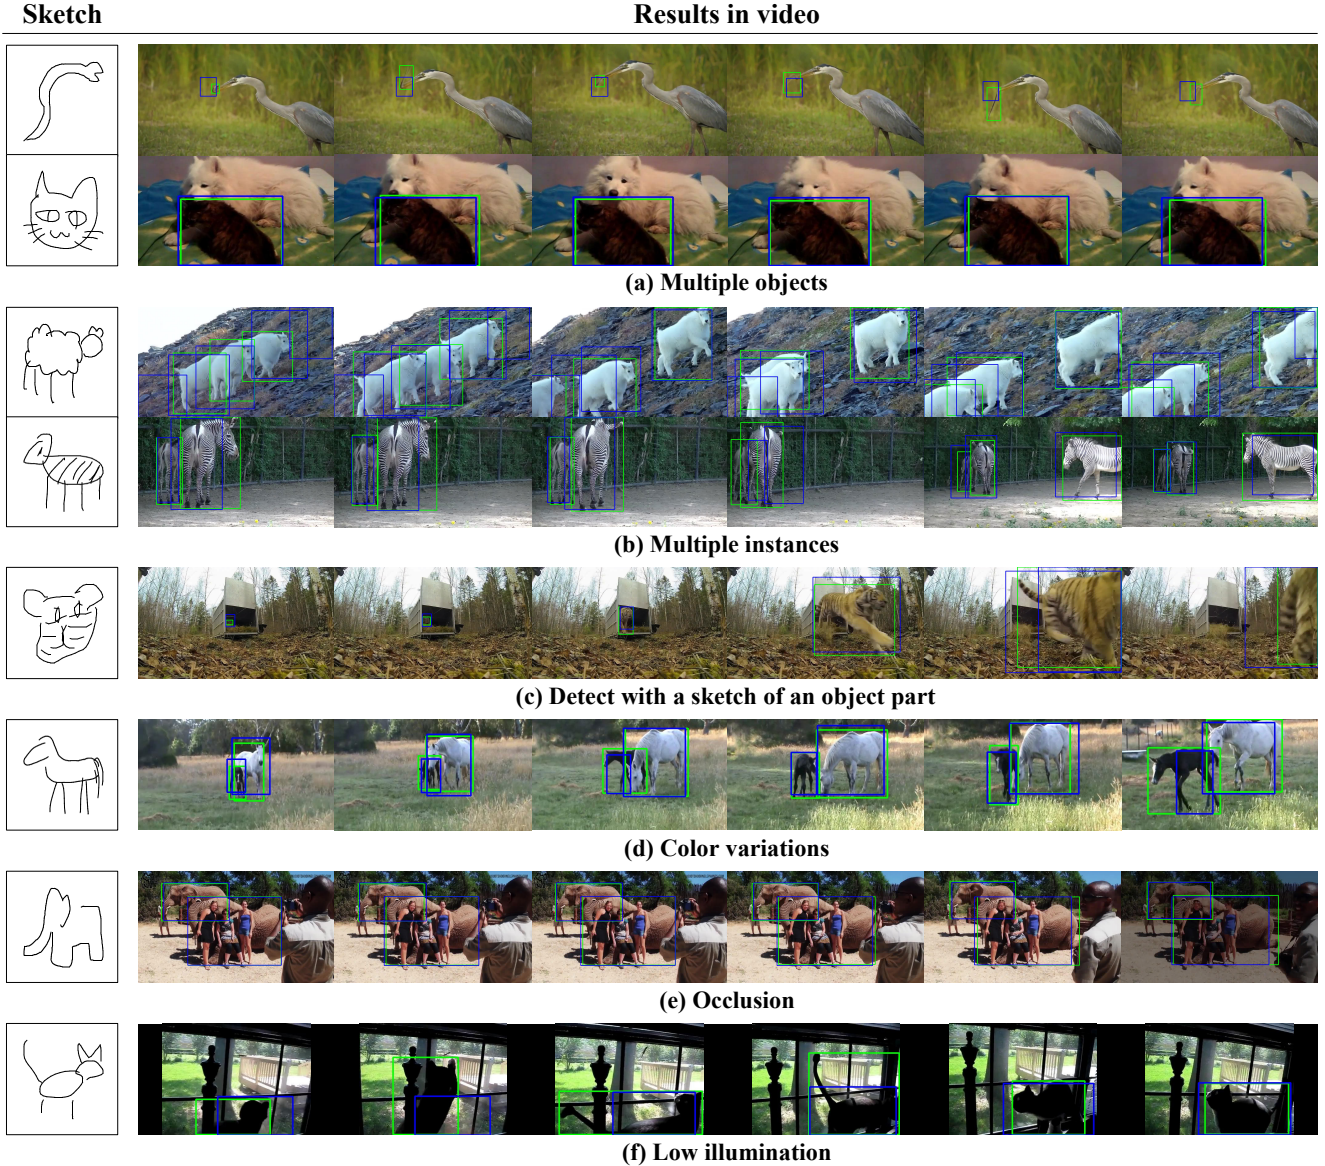 Sketch
Results in video
(a) Multiple objects
(b) Multiple instances
(c) Detect with a sketch of an object part
(d) Color variations
(e) Occlusion
(f) Low illumination